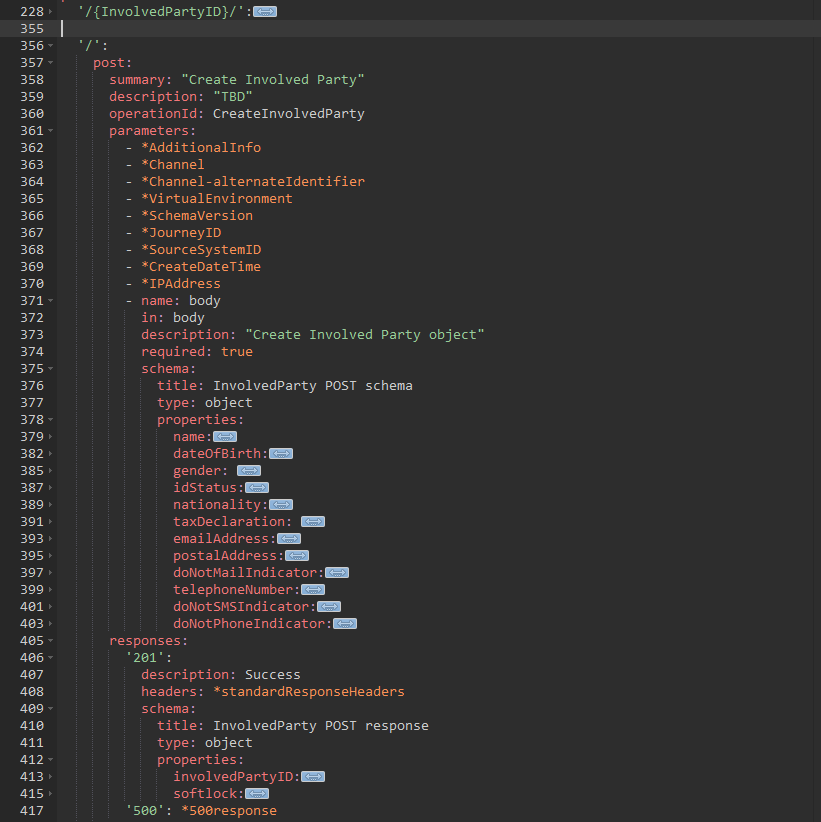 228 '/{InvolvedPartyID}/':
355
356 '/':
357 post:
358 summary: "Create Involved Party"
359 description: "TBD"
360 operationId: CreateInvolvedParty
361 parameters:
362 - *AdditionalInfo
363 - *Channel
364 - *Channel-alternateIdentifier
365 - *VirtualEnvironment
366 - *SchemaVersion
367 - *JourneyID
368 - *SourceSystemID
369 - *CreateDateTime
370 - *IPAddress
371 - name: body
372 in: body
373 description: "Create Involved Party object"
374 required: true
375 schema:
376 title: InvolvedParty POST schema
377 type: object
378 properties:
379 name:
382 dateOfBirth:
385 gender:
387 idStatus:
389 nationality:
391 taxDeclaration:
393 emailAddress:
395 postalAddress:
397 doNotMailIndicator:
399 telephoneNumber:
401 doNotSMSIndicator:
403 doNotPhoneIndicator:
405 responses:
406 '201':
407 description: Success
408 headers: *standardResponseHeaders
409 schema:
410 title: InvolvedParty POST response
411 type: object
412 properties:
413 involvedPartyID:
415 softlock:
417 '500': *500response